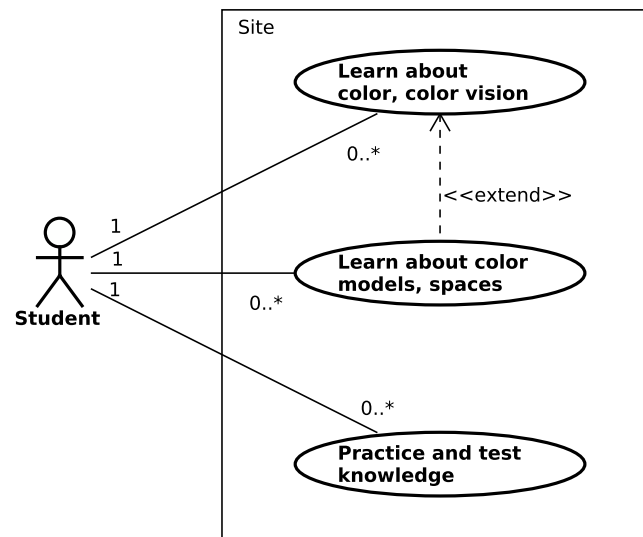 Site
Learn about
color, color vision
0..*
<<extend>>
1
1
Learn about color
models, spaces
1
0..*
Student
0..*
Practice and test
knowledge